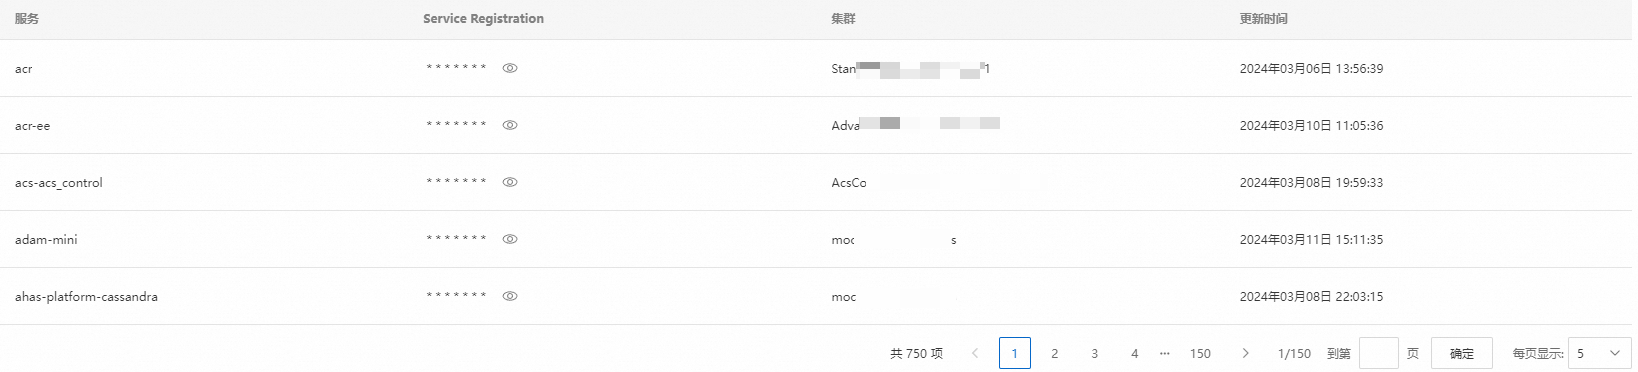 服务 Service Registration 集群 更新时间
acr ******* Stan 1 2024年03月06日 13:56:39
acr-ee ******* Adva 2024年03月10日 11:05:36
acs-acs_control ******* AcsCo 2024年03月08日 19:59:33
adam-mini ******* moc s 2024年03月11日 15:11:35
ahas-platform-cassandra ******* moc 2024年03月08日 22:03:15
共 750 项 1 2 3 4 ··· 150 1/150 到第 页 确定 每页显示: 5